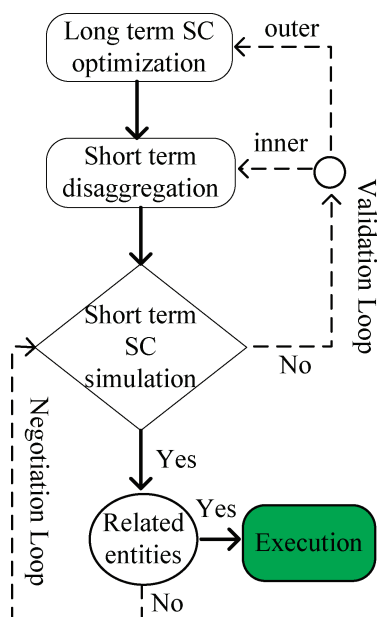 Long term SC
optimization
outer
Short term
disaggregation
inner
Validation Loop
Short term
SC
simulation
No
Negotiation Loop
Yes
Related
entities
Yes
Execution
No